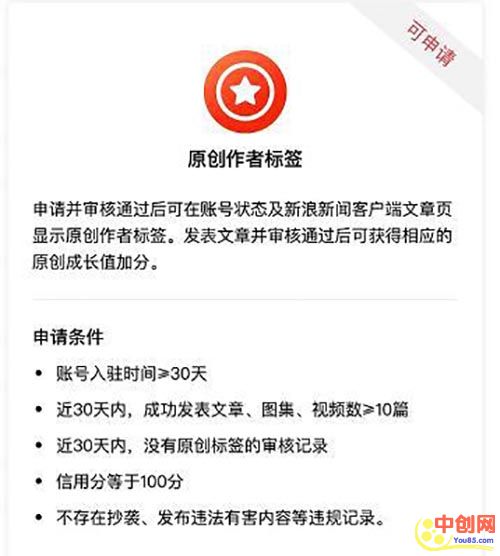 可申请
原创作者标签
申请并审核通过后可在账号状态及新浪新闻客户端文章页
显示原创作者标签。发表文章并审核通过后可获得相应的
原创成长值加分。
申请条件
• 账号入驻时间≥30天
• 近30天内，成功发表文章、图集、视频数≥10篇
• 近30天内，没有原创标签的审核记录
• 信用分等于100分
• 不存在抄袭、发布违法有害内容等违规记录。
中创网
You85.com